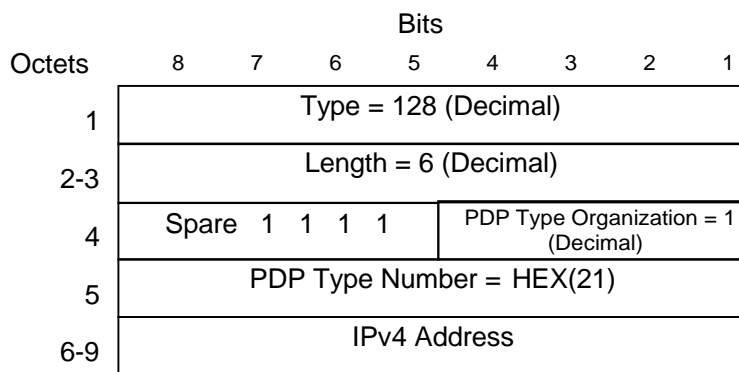 Bits
Octets 8 7 6 5 4 3 2 1
1 Type = 128 (Decimal)
2-3 Length = 6 (Decimal)
4 Spare 1 1 1 1 PDP Type Organization = 1
(Decimal)
5 PDP Type Number = HEX(21)
6-9 IPv4 Address